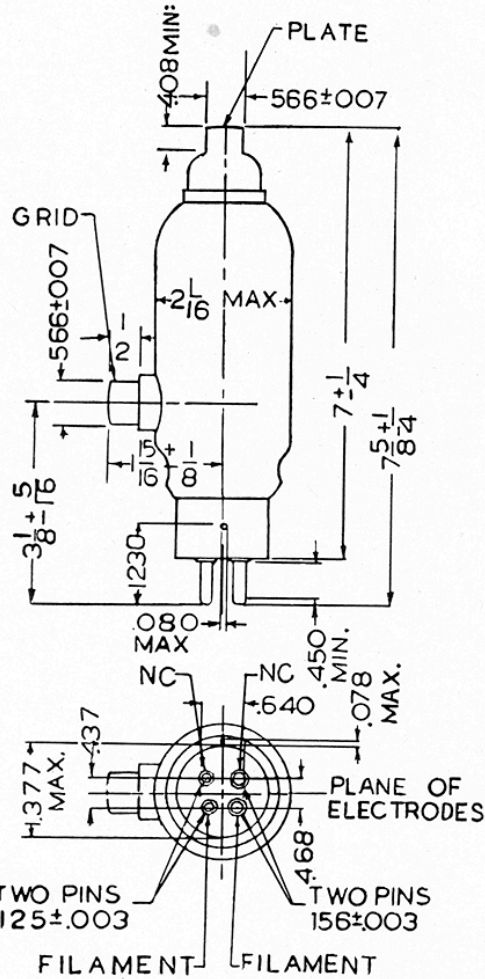 PLATE
.408 MIN:
566±007
GRID
566±007
1
2
2 1/16 MAX
7±1/4
7 5/8±1/4
1 5/16±1/8
3 1/8±5/16
1230
.080
MAX
.450
MIN.
.078
MAX.
NC
NC
.640
.437
1.377
MAX.
PLANE OF
ELECTRODES
.468
TWO PINS
125±.003
TWO PINS
156±.003
FILAMENT
FILAMENT